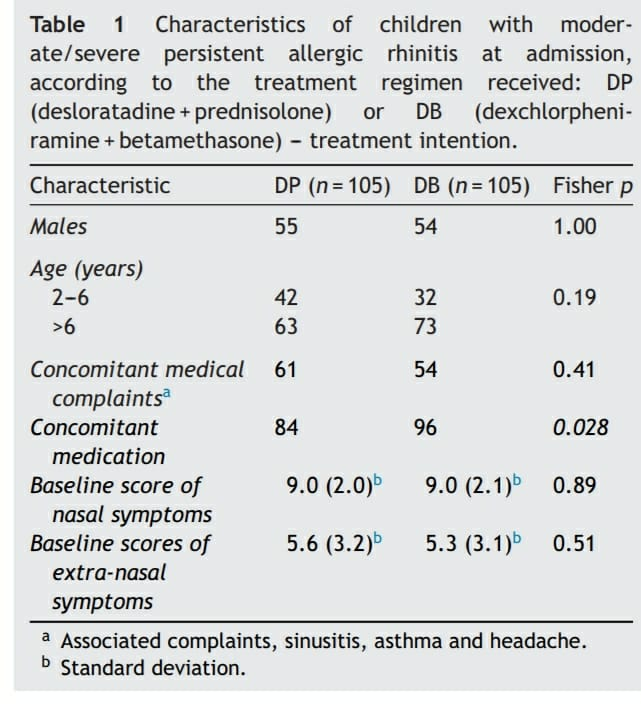 Table 1 Characteristics of children with moder-
ate/severe persistent allergic rhinitis at admission,
according to the treatment regimen received: DP
(desloratadine + prednisolone) or DB (dexchlorpheni-
ramine + betamethasone) – treatment intention.
Characteristic DP (n = 105) DB (n = 105) Fisher p
Males 55 54 1.00
Age (years)
2–6 42 32 0.19
>6 63 73
Concomitant medical 61 54 0.41
complaintsa
Concomitant 84 96 0.028
medication
Baseline score of 9.0 (2.0)b 9.0 (2.1)b 0.89
nasal symptoms
Baseline scores of 5.6 (3.2)b 5.3 (3.1)b 0.51
extra-nasal
symptoms
a Associated complaints, sinusitis, asthma and headache.
b Standard deviation.